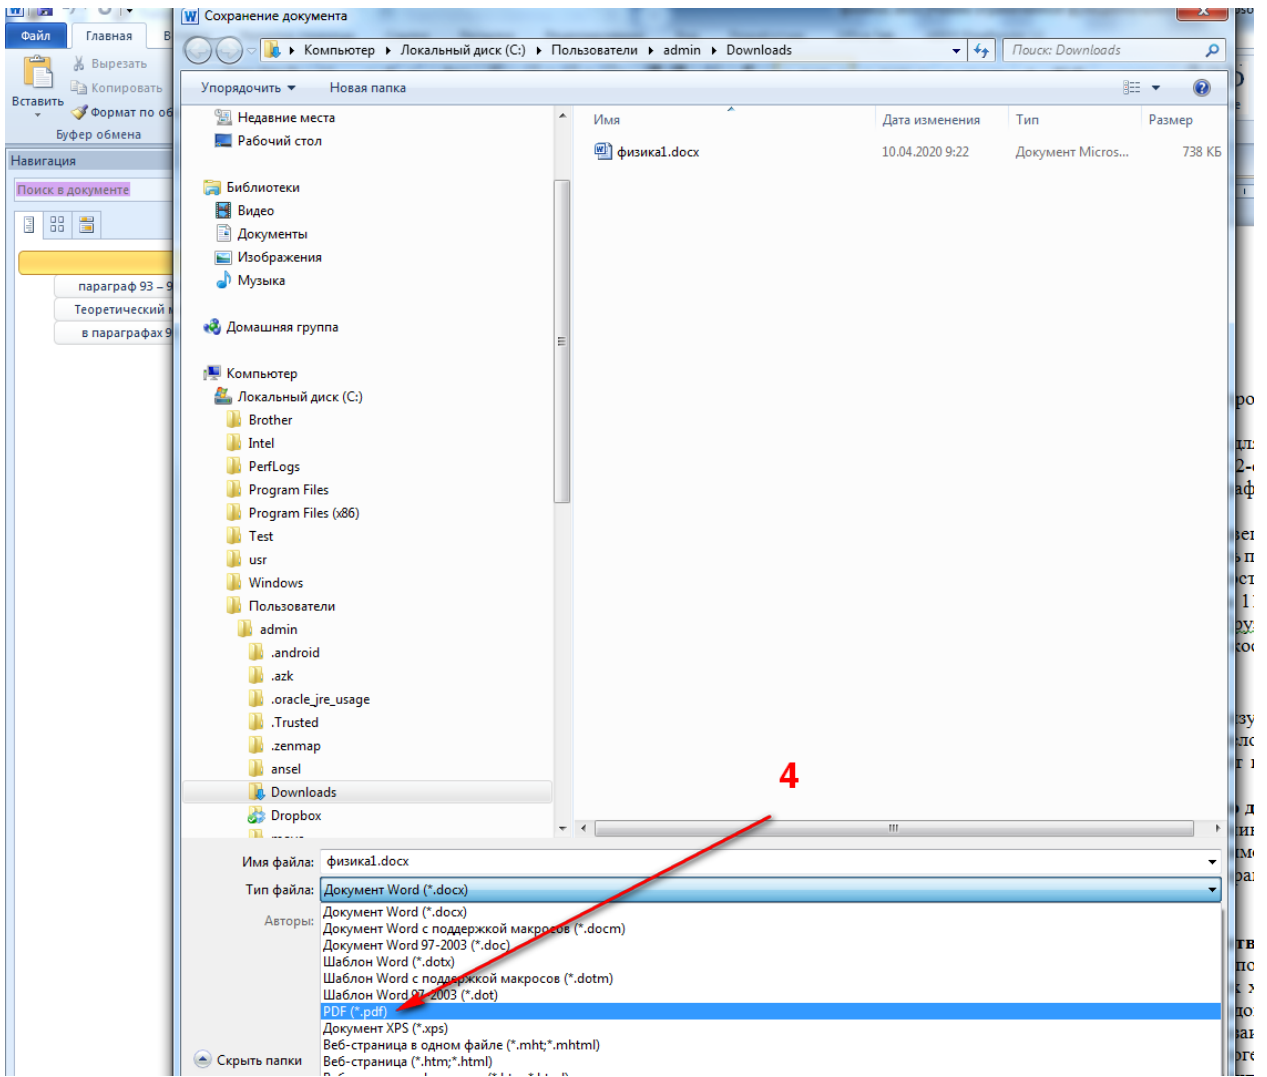 Сохранение документа
Файл
Главная
Компьютер
Локальный диск (C:)
Пользователи
admin
Downloads
Поиск: Downloads
Вырезать
Копировать
Вставить
Формат по об
Буфер обмена
Упорядочить
Новая папка
Навигация
Поиск в документе
параграф 93 – 9
Теоретический м
в параграфах 9
Недавние места
Рабочий стол
Библиотеки
Видео
Документы
Изображения
Музыка
Домашняя группа
Компьютер
Локальный диск (C:)
Brother
Intel
PerfLogs
Program Files
Program Files (x86)
Test
usr
Windows
Пользователи
admin
.android
.azk
.oracle_jre_usage
.Trusted
.zenmap
ansel
Downloads
Dropbox
Имя
Дата изменения
Тип
Размер
физика1.docx
10.04.2020 9:22
Документ Micros...
738 КБ
4
Имя файла:
физика1.docx
Тип файла:
Документ Word (*.docx)
Авторы:
Документ Word (*.docx)
Документ Word с поддержкой макросов (*.docm)
Документ Word 97-2003 (*.doc)
Шаблон Word (*.dotx)
Шаблон Word с поддержкой макросов (*.dotm)
Шаблон Word 97-2003 (*.dot)
PDF (*.pdf)
Документ XPS (*.xps)
Веб-страница в одном файле (*.mht;*.mhtml)
Веб-страница (*.htm;*.html)
Скрыть папки